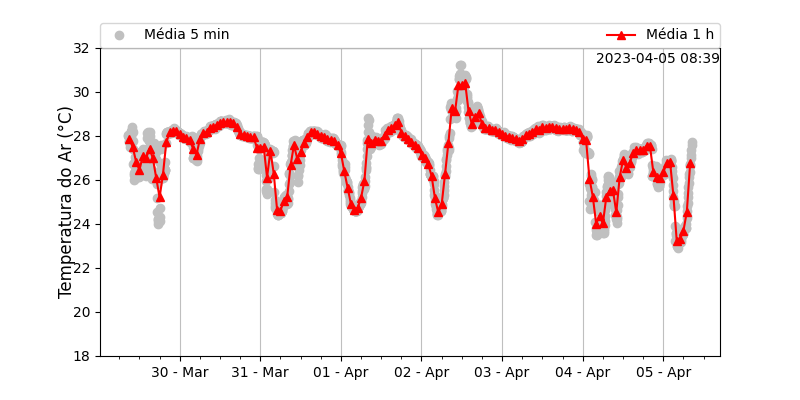 Média 5 min
Média 1 h
2023-04-05 08:39
Temperatura do Ar (°C)
32
30
28
26
24
22
20
18
30 - Mar
31 - Mar
01 - Apr
02 - Apr
03 - Apr
04 - Apr
05 - Apr